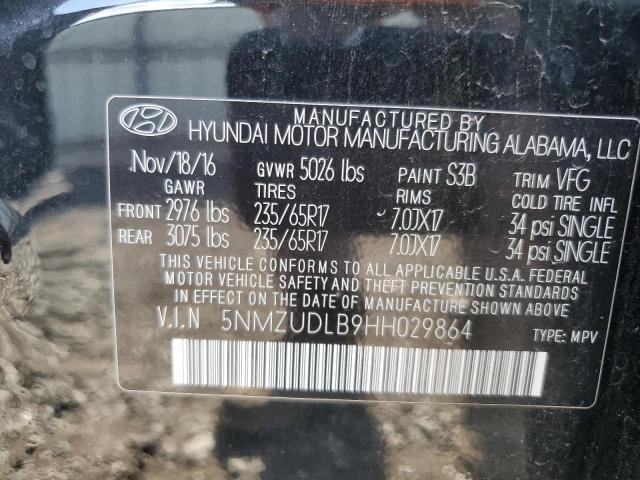 MANUFACTURED BY
HYUNDAI MOTOR MANUFACTURING ALABAMA, LLC
Nov/18/16 GVWR 5026 lbs PAINT S3B TRIM VFG
GAWR TIRES RIMS COLD TIRE INFL
FRONT 2976 lbs 235/65R17 7.0JX17 34 psi SINGLE
REAR 3075 lbs 235/65R17 7.0JX17 34 psi SINGLE
THIS VEHICLE CONFORMS TO ALL APPLICABLE U.S.A. FEDERAL
MOTOR VEHICLE SAFETY AND THEFT PREVENTION STANDARDS
IN EFFECT ON THE DATE OF MANUFACTURE SHOWN ABOVE
V.I.N 5NMZUDLB9HH029864 TYPE: MPV